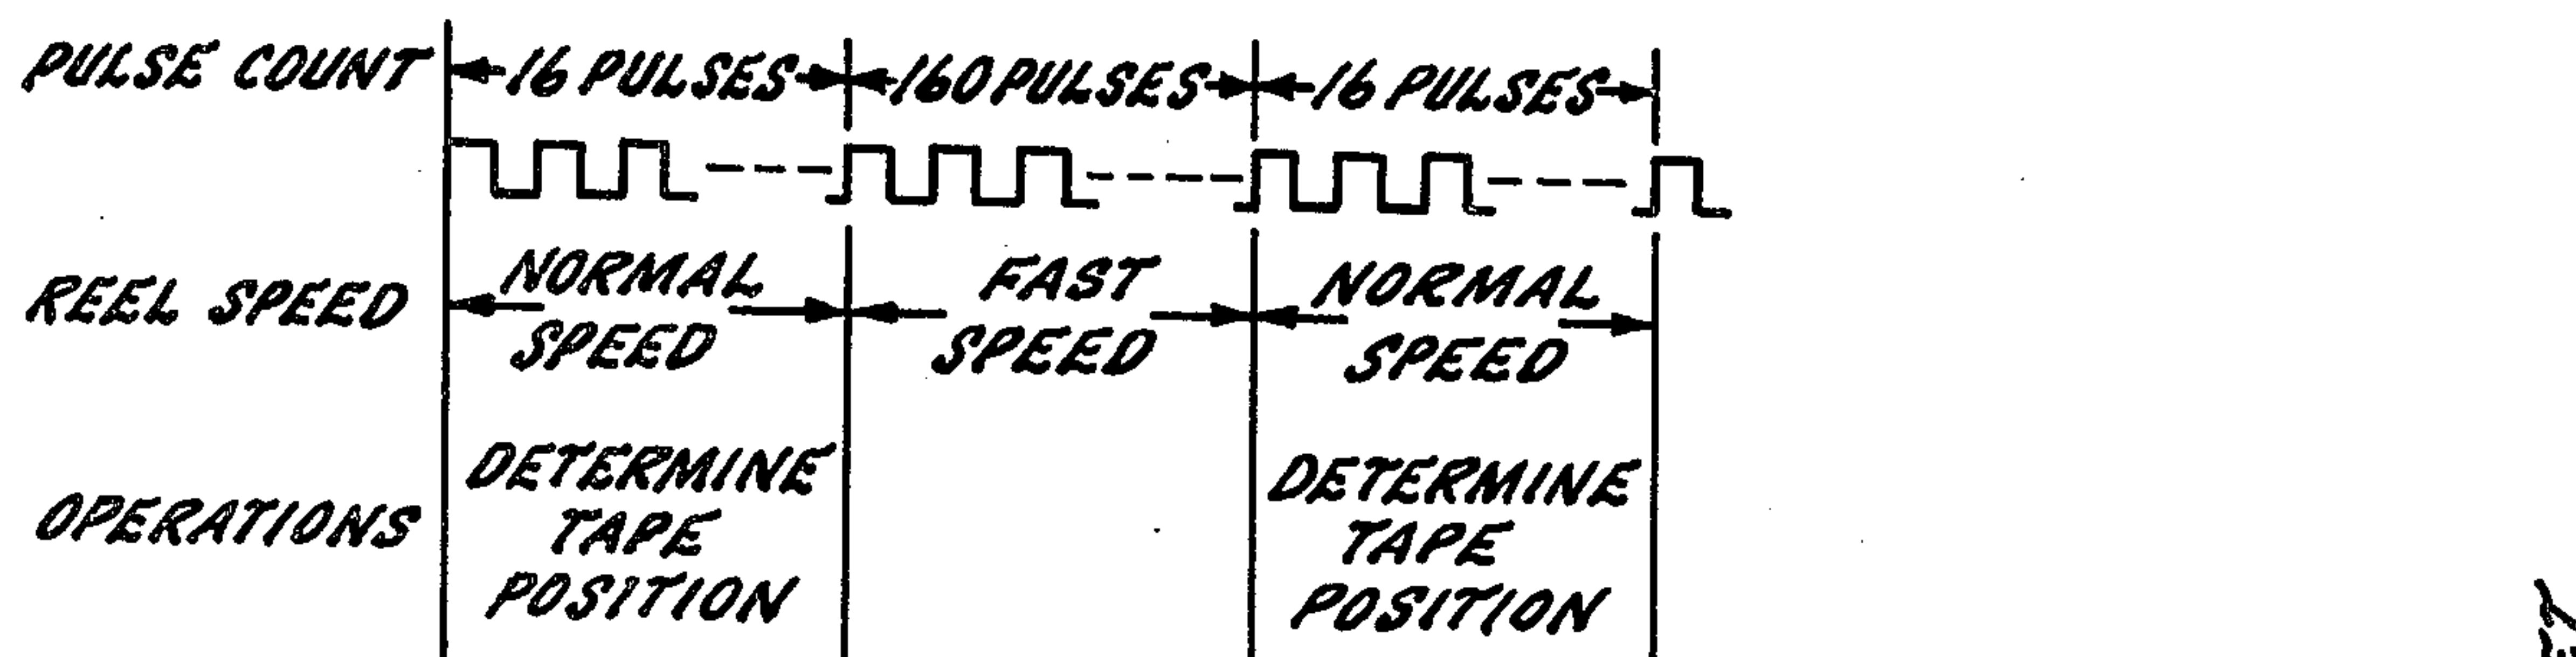 PULSE COUNT 16 PULSES 160 PULSES 16 PULSES
REEL SPEED NORMAL SPEED FAST SPEED NORMAL SPEED
OPERATIONS DETERMINE TAPE POSITION DETERMINE TAPE POSITION